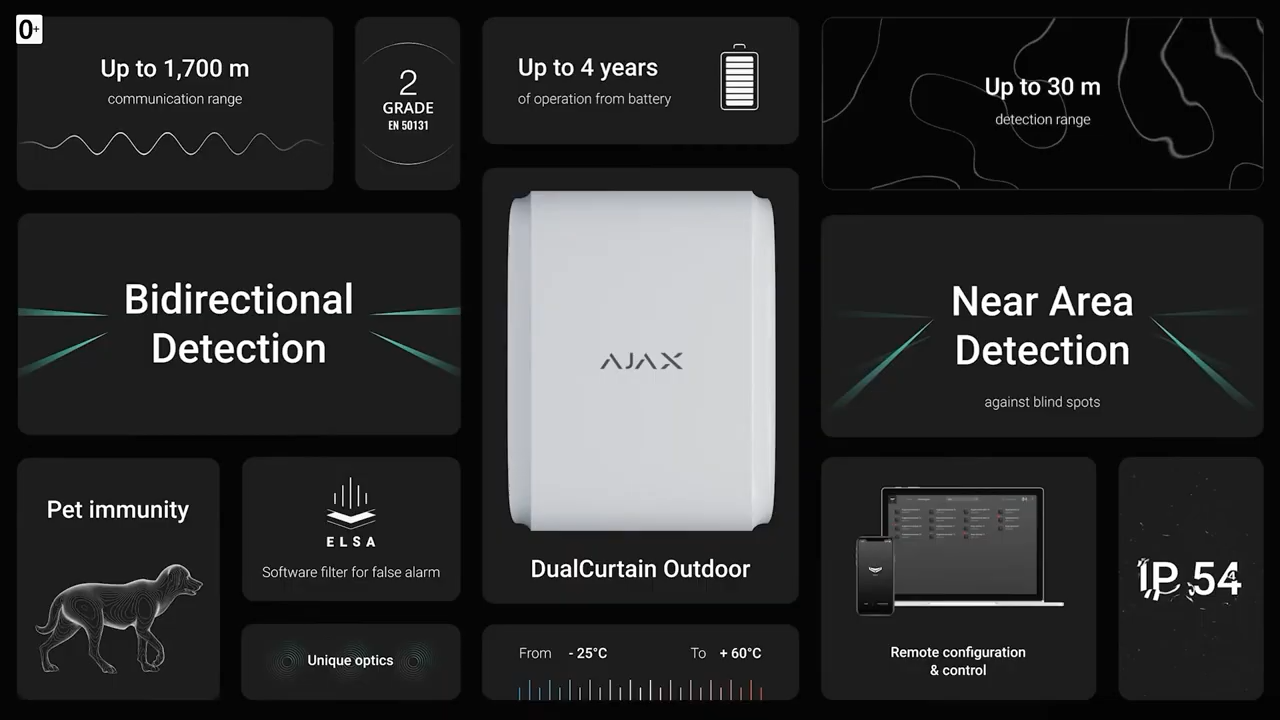 0+
Up to 1,700 m
communication range
2
GRADE
EN 50131
Up to 4 years
of operation from battery
Up to 30 m
detection range
Bidirectional
Detection
AJAX
DualCurtain Outdoor
Near Area
Detection
against blind spots
Pet immunity
ELSA
Software filter for false alarm
Unique optics
From - 25°C To + 60°C
Remote configuration
& control
IP 54